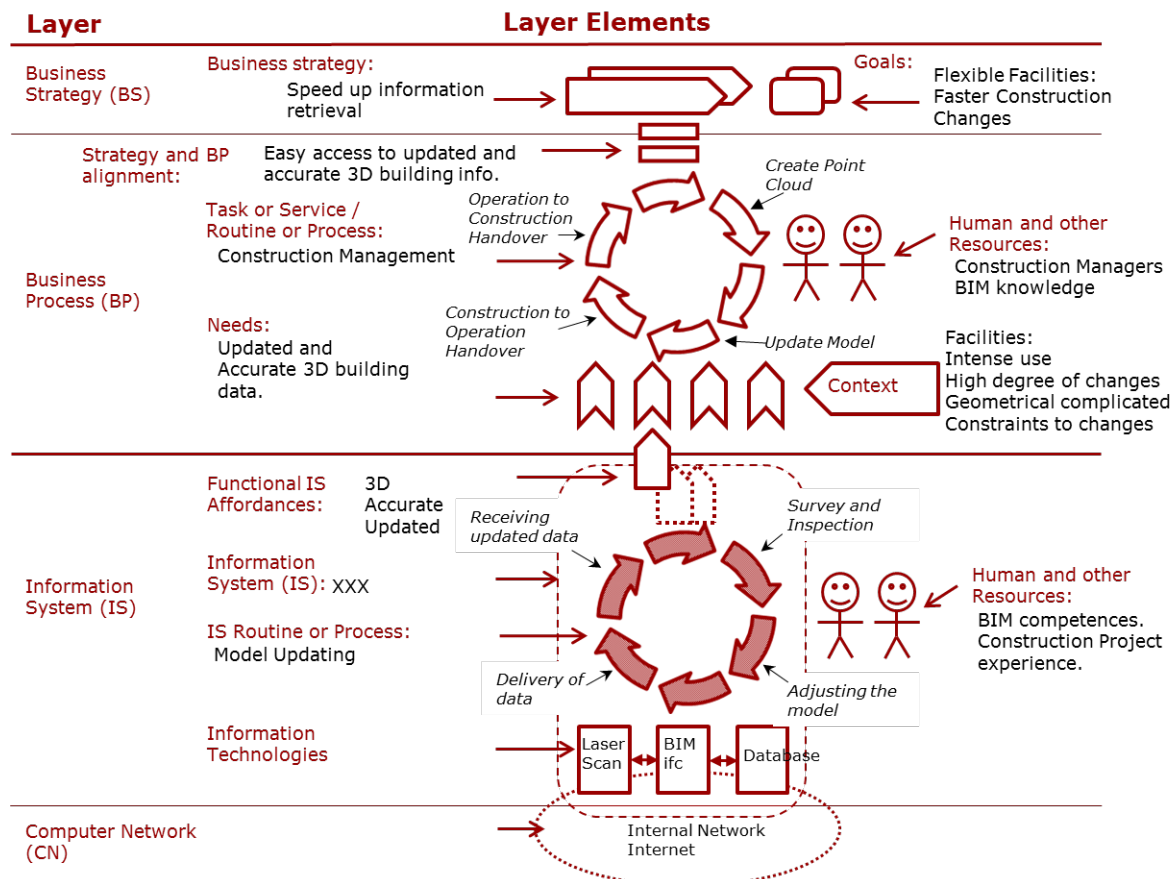 Layer
Layer Elements
Business
Strategy (BS)
Business strategy:
Speed up information
retrieval
Goals:
Flexible Facilities:
Faster Construction
Changes
Strategy and BP
alignment:
Easy access to updated and
accurate 3D building info.
Business
Process (BP)
Task or Service /
Routine or Process:
Construction Management
Operation to
Construction
Handover
Create Point
Cloud
Human and other
Resources:
Construction Managers
BIM knowledge
Needs:
Updated and
Accurate 3D building
data.
Construction to
Operation
Handover
Update Model
Context
Facilities:
Intense use
High degree of changes
Geometrical complicated
Constraints to changes
Information
System (IS)
Functional IS
Affordances:
3D
Accurate
Updated
Receiving
updated data
Survey and
Inspection
Information
System (IS): XXX
IS Routine or Process:
Model Updating
Delivery of
data
Adjusting the
model
Human and other
Resources:
BIM competences.
Construction Project
experience.
Information
Technologies
Laser
Scan
BIM
ifc
Database
Computer Network
(CN)
Internal Network
Internet